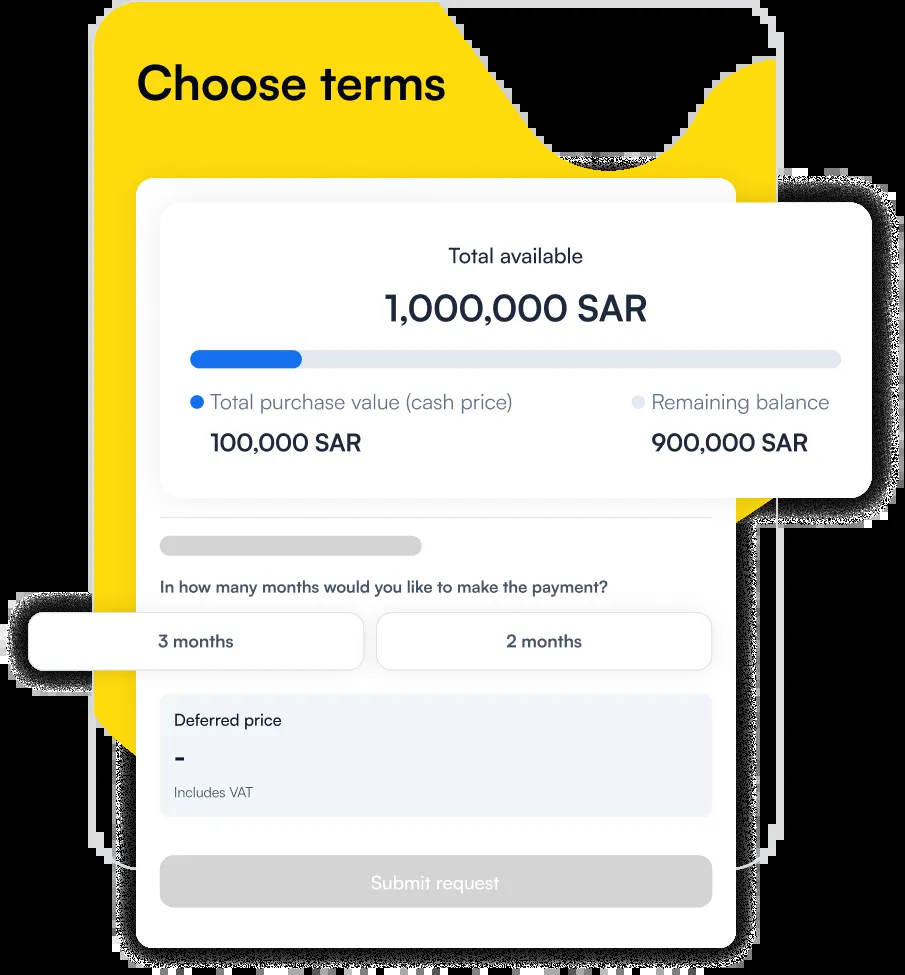 Choose terms
Total available
1,000,000 SAR
Total purchase value (cash price)
100,000 SAR
Remaining balance
900,000 SAR
In how many months would you like to make the payment?
3 months
2 months
Deferred price
-
Includes VAT
Submit request